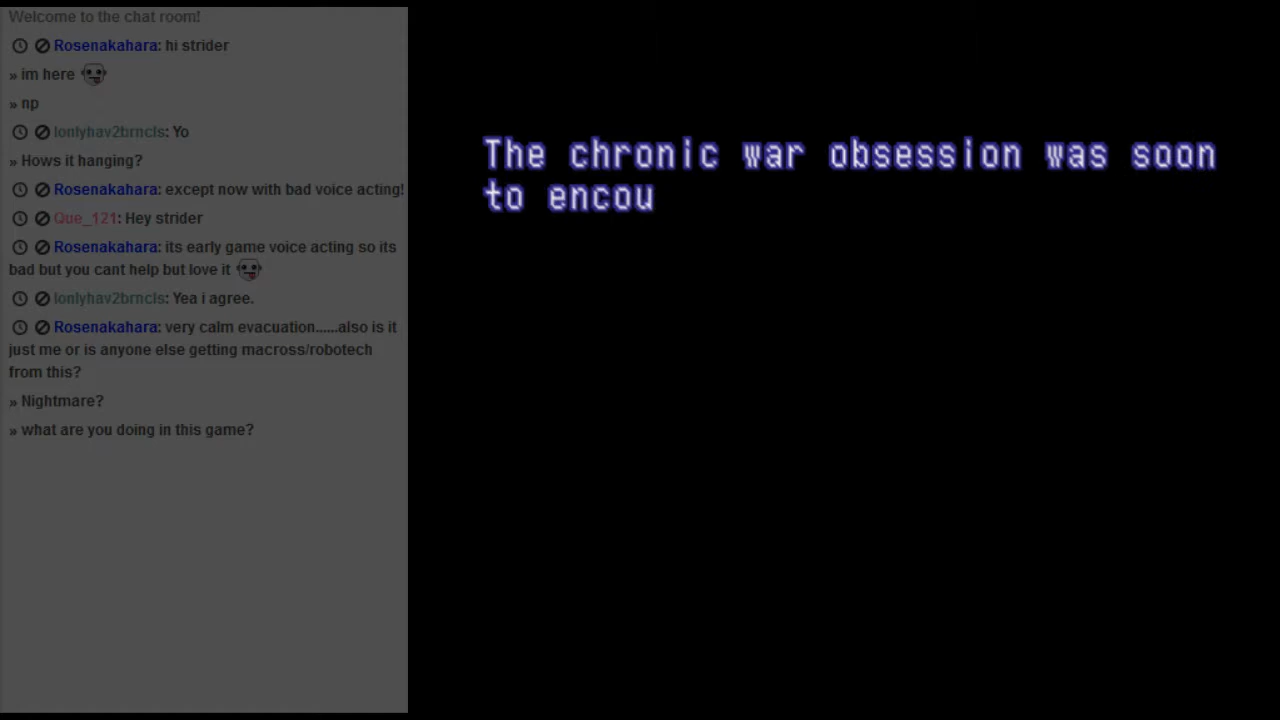 Welcome to the chat room!
Rosenakahara: hi strider
» im here
» np
lonlyhav2brncls: Yo
» Hows it hanging?
Rosenakahara: except now with bad voice acting!
Que_121: Hey strider
Rosenakahara: its early game voice acting so its
bad but you cant help but love it
lonlyhav2brncls: Yea i agree.
Rosenakahara: very calm evacuation......also is it
just me or is anyone else getting macross/robotech
from this?
» Nightmare?
» what are you doing in this game?
The chronic war obsession was soon
to encou